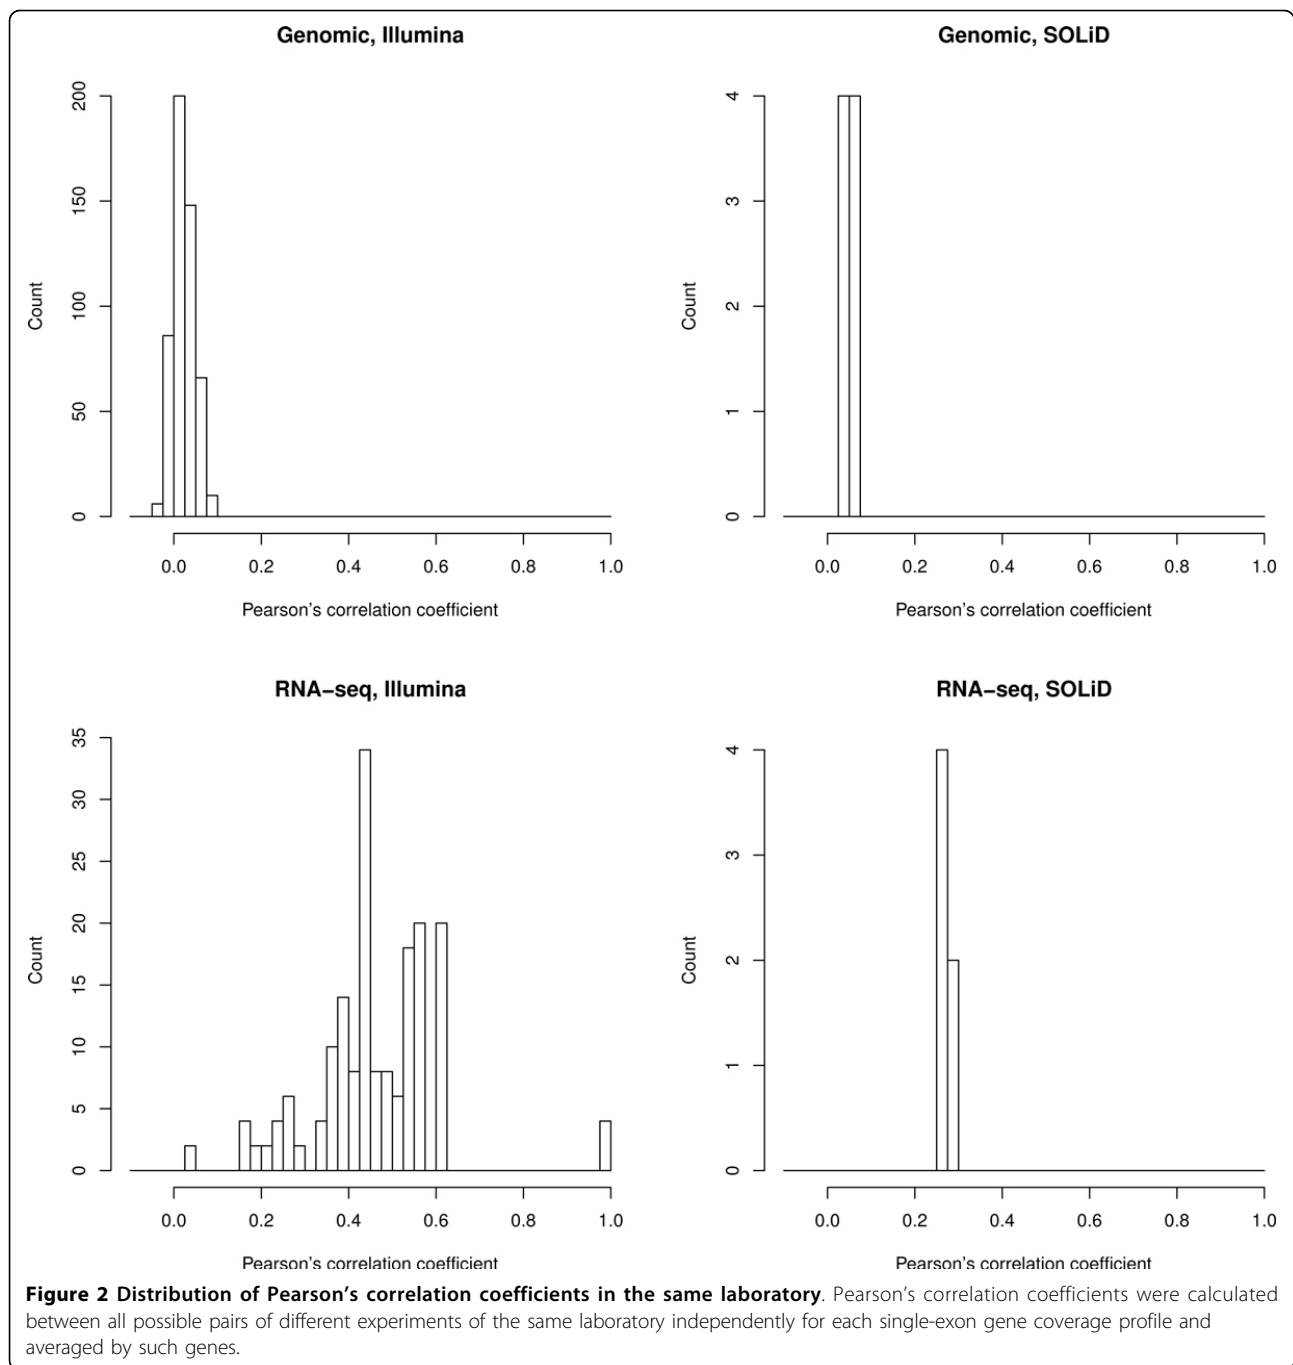 Genomic, Illumina
200
150
100
50
0
Count
0.0 0.2 0.4 0.6 0.8 1.0
Pearson's correlation coefficient
Genomic, SOLiD
4
3
2
1
0
Count
0.0 0.2 0.4 0.6 0.8 1.0
Pearson's correlation coefficient
RNA−seq, Illumina
35
30
25
20
15
10
5
0
Count
0.0 0.2 0.4 0.6 0.8 1.0
Pearson's correlation coefficient
RNA−seq, SOLiD
4
3
2
1
0
Count
0.0 0.2 0.4 0.6 0.8 1.0
Pearson's correlation coefficient
Figure 2 Distribution of Pearson's correlation coefficients in the same laboratory. Pearson's correlation coefficients were calculated
between all possible pairs of different experiments of the same laboratory independently for each single-exon gene coverage profile and
averaged by such genes.